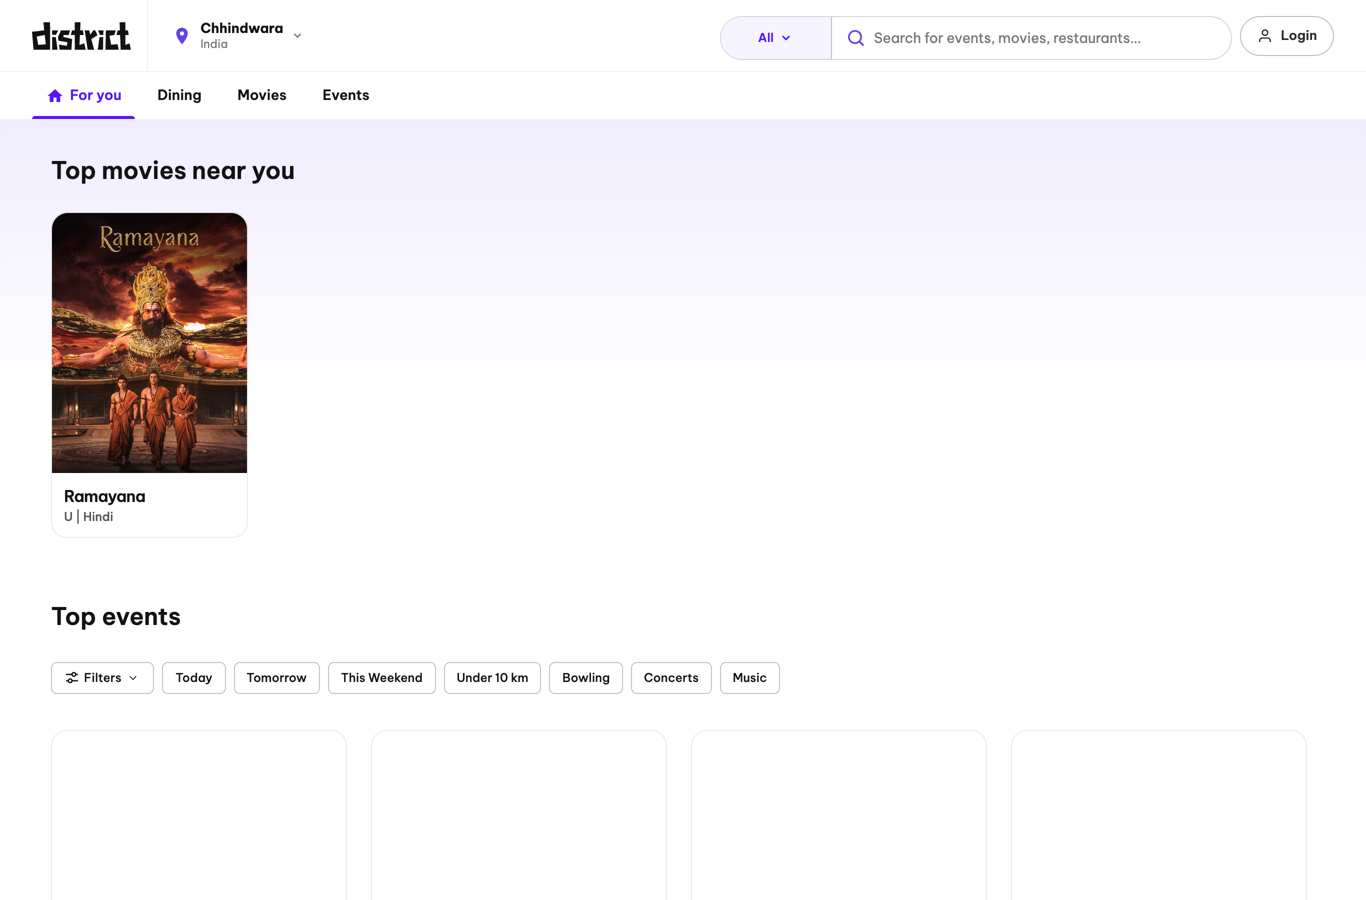 district
Chhindwara
India
All
Search for events, movies, restaurants...
Login
For you
Dining
Movies
Events
Top movies near you
Ramayana
Ramayana
U | Hindi
Top events
Filters
Today
Tomorrow
This Weekend
Under 10 km
Bowling
Concerts
Music